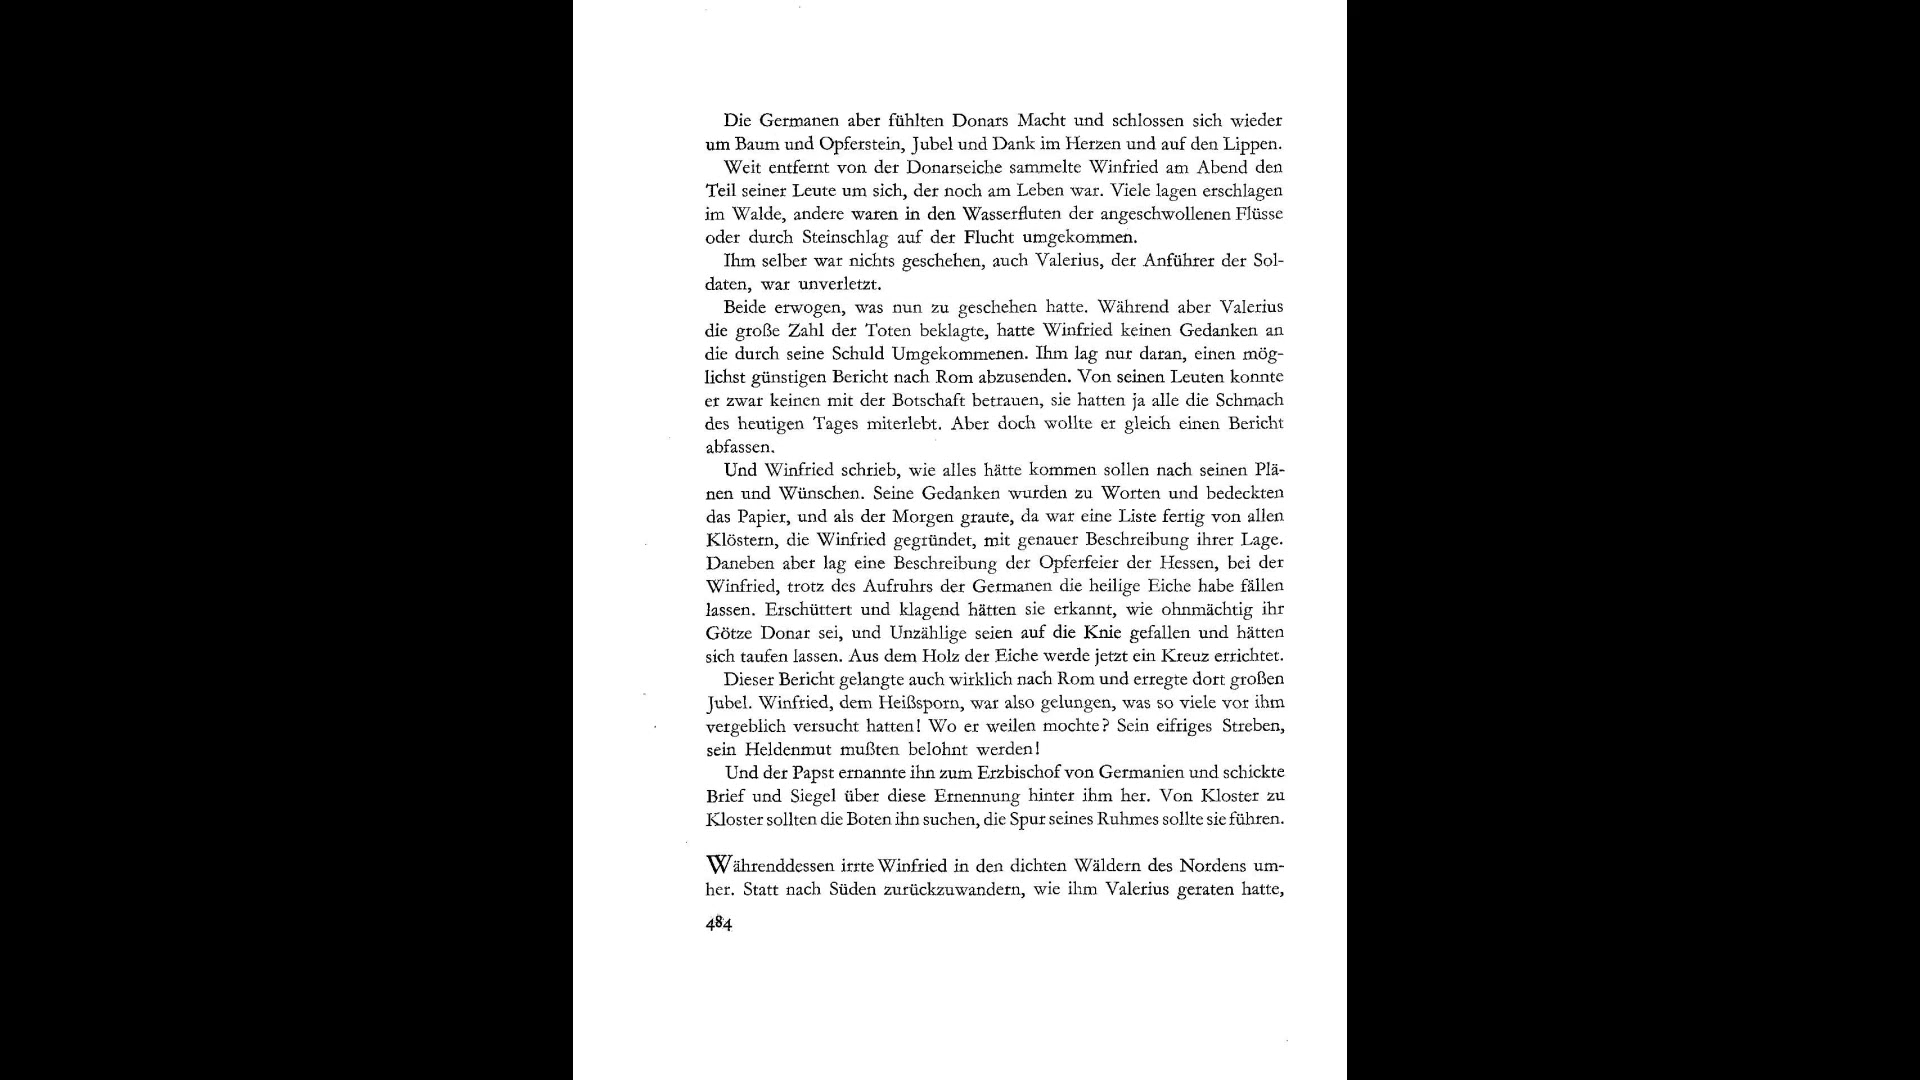 Die Germanen aber fühlten Donars Macht und schlossen sich wieder
um Baum und Opferstein, Jubel und Dank im Herzen und auf den Lippen.
Weit entfernt von der Donarseiche sammelte Winfried am Abend den
Teil seiner Leute um sich, der noch am Leben war. Viele lagen erschlagen
im Walde, andere waren in den Wasserfluten der angeschwollenen Flüsse
oder durch Steinschlag auf der Flucht umgekommen.
Ihm selber war nichts geschehen, auch Valerius, der Anführer der Sol-
daten, war unverletzt.
Beide erwogen, was nun zu geschehen hatte. Während aber Valerius
die große Zahl der Toten beklagte, hatte Winfried keinen Gedanken an
die durch seine Schuld Umgekommenen. Ihm lag nur daran, einen mög-
lichst günstigen Bericht nach Rom abzusenden. Von seinen Leuten konnte
er zwar keinen mit der Botschaft betrauen, sie hatten ja alle die Schmach
des heutigen Tages miterlebt. Aber doch wollte er gleich einen Bericht
abfassen.
Und Winfried schrieb, wie alles hätte kommen sollen nach seinen Plä-
nen und Wünschen. Seine Gedanken wurden zu Worten und bedeckten
das Papier, und als der Morgen graute, da war eine Liste fertig von allen
Klöstern, die Winfried gegründet, mit genauer Beschreibung ihrer Lage.
Daneben aber lag eine Beschreibung der Opferfeier der Hessen, bei der
Winfried, trotz des Aufruhrs der Germanen die heilige Eiche habe fällen
lassen. Erschüttert und klagend hätten sie erkannt, wie ohnmächtig ihr
Götze Donar sei, und Unzählige seien auf die Knie gefallen und hätten
sich taufen lassen. Aus dem Holz der Eiche werde jetzt ein Kreuz errichtet.
Dieser Bericht gelangte auch wirklich nach Rom und erregte dort großen
Jubel. Winfried, dem Heißsporn, war also gelungen, was so viele vor ihm
vergeblich versucht hatten! Wo er weilen mochte? Sein eifriges Streben,
sein Heldenmut mußten belohnt werden!
Und der Papst ernannte ihn zum Erzbischof von Germanien und schickte
Brief und Siegel über diese Ernennung hinter ihm her. Von Kloster zu
Kloster sollten die Boten ihn suchen, die Spur seines Ruhmes sollte sie führen.
Währenddessen irrte Winfried in den dichten Wäldern des Nordens um-
her. Statt nach Süden zurückzuwandern, wie ihm Valerius geraten hatte,
484